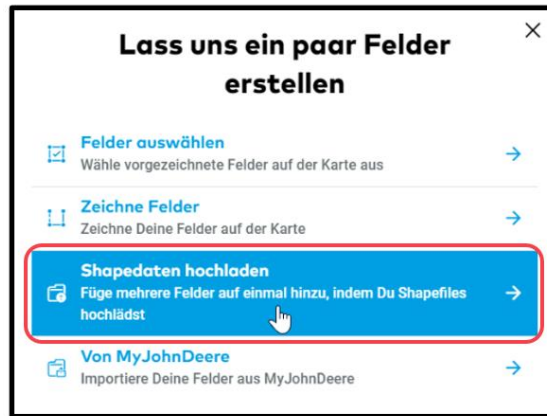 Lass uns ein paar Felder
erstellen
Felder auswählen
Wähle vorgezeichnete Felder auf der Karte aus
Zeichne Felder
Zeichne Deine Felder auf der Karte
Shapedaten hochladen
Füge mehrere Felder auf einmal hinzu, indem Du Shapefiles
hochlädst
Von MyJohnDeere
Importiere Deine Felder aus MyJohnDeere